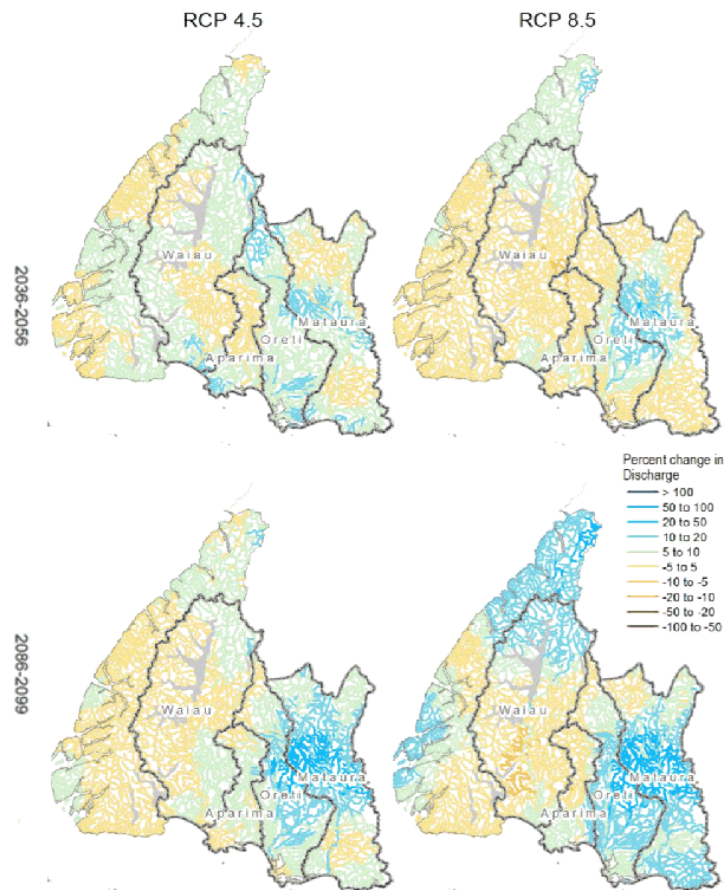 RCP 4.5
RCP 8.5
2026-2056
Waiau
Oreti
Mataura
Aparima
Waiau
Oreti
Mataura
Aparima
Percent change in
Discharge
> 100
50 to 100
20 to 50
10 to 20
5 to 10
-5 to 5
-10 to -5
-20 to -10
-50 to -20
-100 to -50
2086-2099
Waiau
Mataura
Oreti
Aparima
Waiau
Mataura
Oreti
Aparima